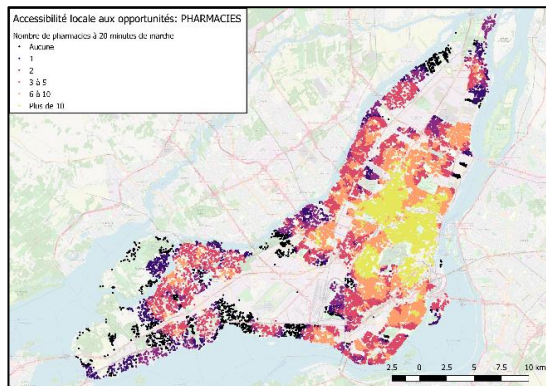 Accessibilité locale aux opportunités: PHARMACIES
Nombre de pharmacies à 20 minutes de marche
Aucune
1
2
3 à 5
6 à 10
Plus de 10
2.5 0 2.5 5 7.5 10 km